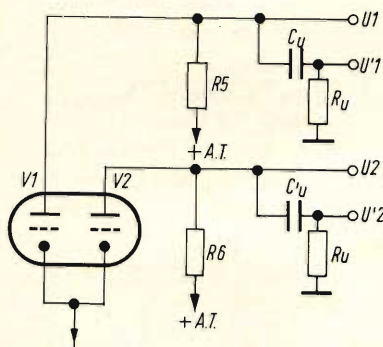 U1
Cu
U'1
R5
Ru
+ A.T.
V1
V2
U2
C'u
U'2
R6
Ru
+ A.T.